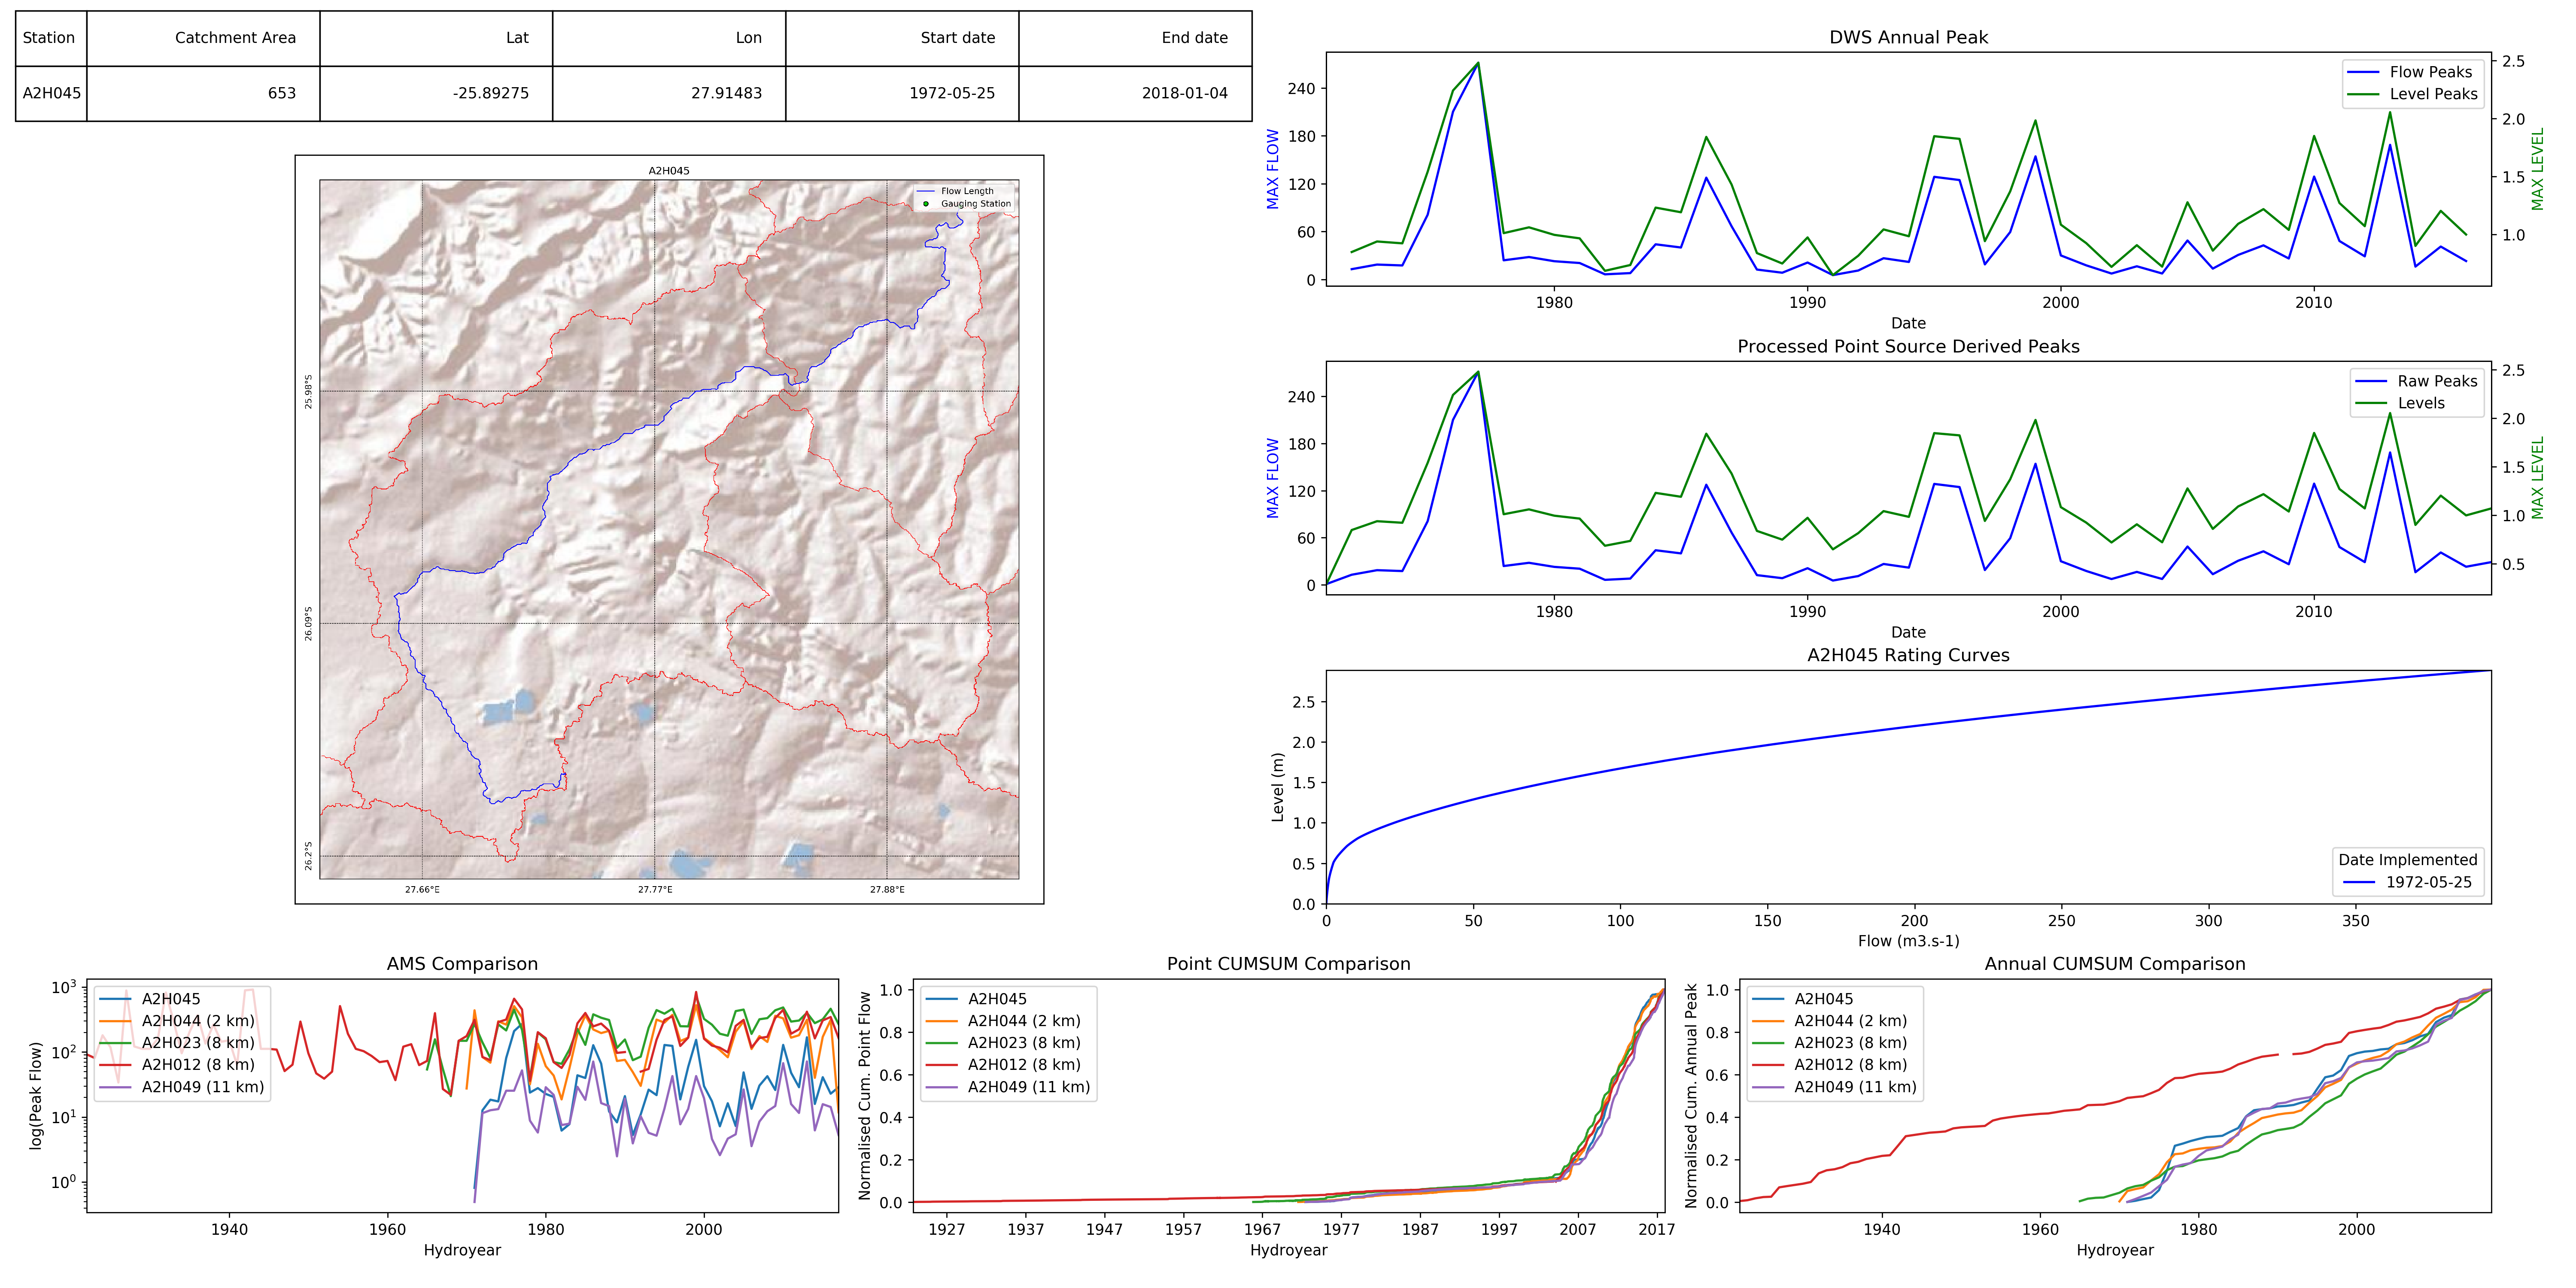 Station Catchment Area Lat Lon Start date End date
A2H045 653 -25.89275 27.91483 1972-05-25 2018-01-04
A2H045
Flow Length
Gauging Station
25.98°S
26.09°S
26.2°S
27.66°E 27.77°E 27.88°E
DWS Annual Peak
MAX FLOW
240
180
120
60
0
2.5
2.0
1.5
1.0
MAX LEVEL
Flow Peaks
Level Peaks
1980 1990 2000 2010
Date
Processed Point Source Derived Peaks
MAX FLOW
240
180
120
60
0
2.5
2.0
1.5
1.0
0.5
MAX LEVEL
Raw Peaks
Levels
1980 1990 2000 2010
Date
A2H045 Rating Curves
Level (m)
2.5
2.0
1.5
1.0
0.5
0.0
Date Implemented
1972-05-25
0 50 100 150 200 250 300 350
Flow (m3.s-1)
AMS Comparison
log(Peak Flow)
10^3
10^2
10^1
10^0
A2H045
A2H044 (2 km)
A2H023 (8 km)
A2H012 (8 km)
A2H049 (11 km)
1940 1960 1980 2000
Hydroyear
Point CUMSUM Comparison
Normalised Cum. Point Flow
1.0
0.8
0.6
0.4
0.2
0.0
A2H045
A2H044 (2 km)
A2H023 (8 km)
A2H012 (8 km)
A2H049 (11 km)
1927 1937 1947 1957 1967 1977 1987 1997 2007 2017
Hydroyear
Annual CUMSUM Comparison
Normalised Cum. Annual Peak
1.0
0.8
0.6
0.4
0.2
0.0
A2H045
A2H044 (2 km)
A2H023 (8 km)
A2H012 (8 km)
A2H049 (11 km)
1940 1960 1980 2000
Hydroyear